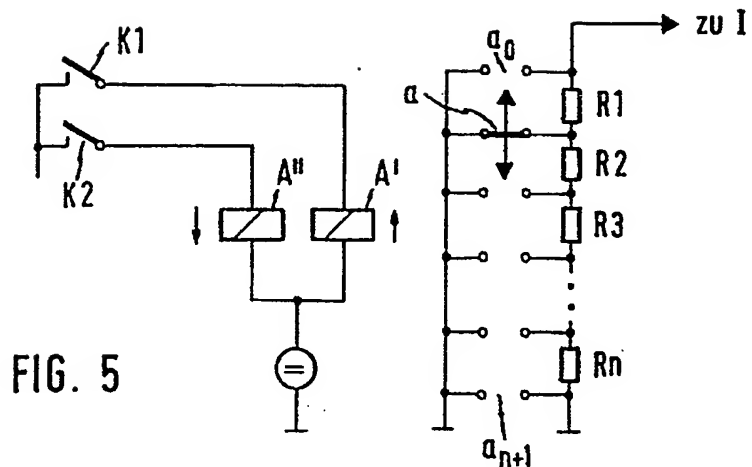 K1
K2
A"
A'
=
FIG. 5
zu I
a₀
a
R1
R2
R3
Rn
aₙ₊₁